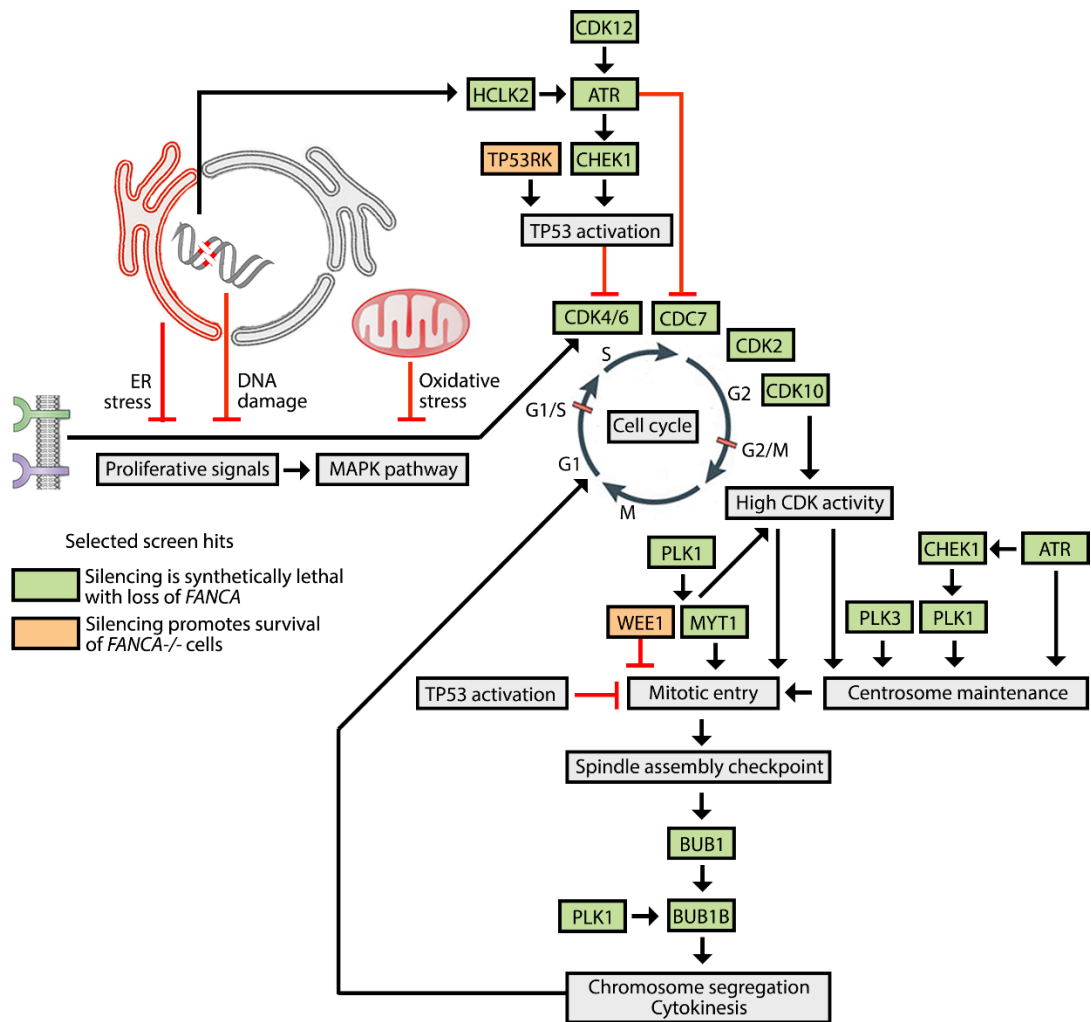 CDK12
HCLK2
ATR
TP53RK
CHEK1
TP53 activation
CDK4/6
CDC7
CDK2
CDK10
S
G2
G1/S
Cell cycle
G2/M
G1
M
ER
stress
DNA
damage
Oxidative
stress
Proliferative signals
MAPK pathway
High CDK activity
Selected screen hits
Silencing is synthetically lethal
with loss of FANCA
Silencing promotes survival
of FANCA-/- cells
PLK1
CHEK1
ATR
WEE1
MYT1
PLK3
PLK1
TP53 activation
Mitotic entry
Centrosome maintenance
Spindle assembly checkpoint
BUB1
PLK1
BUB1B
Chromosome segregation
Cytokinesis